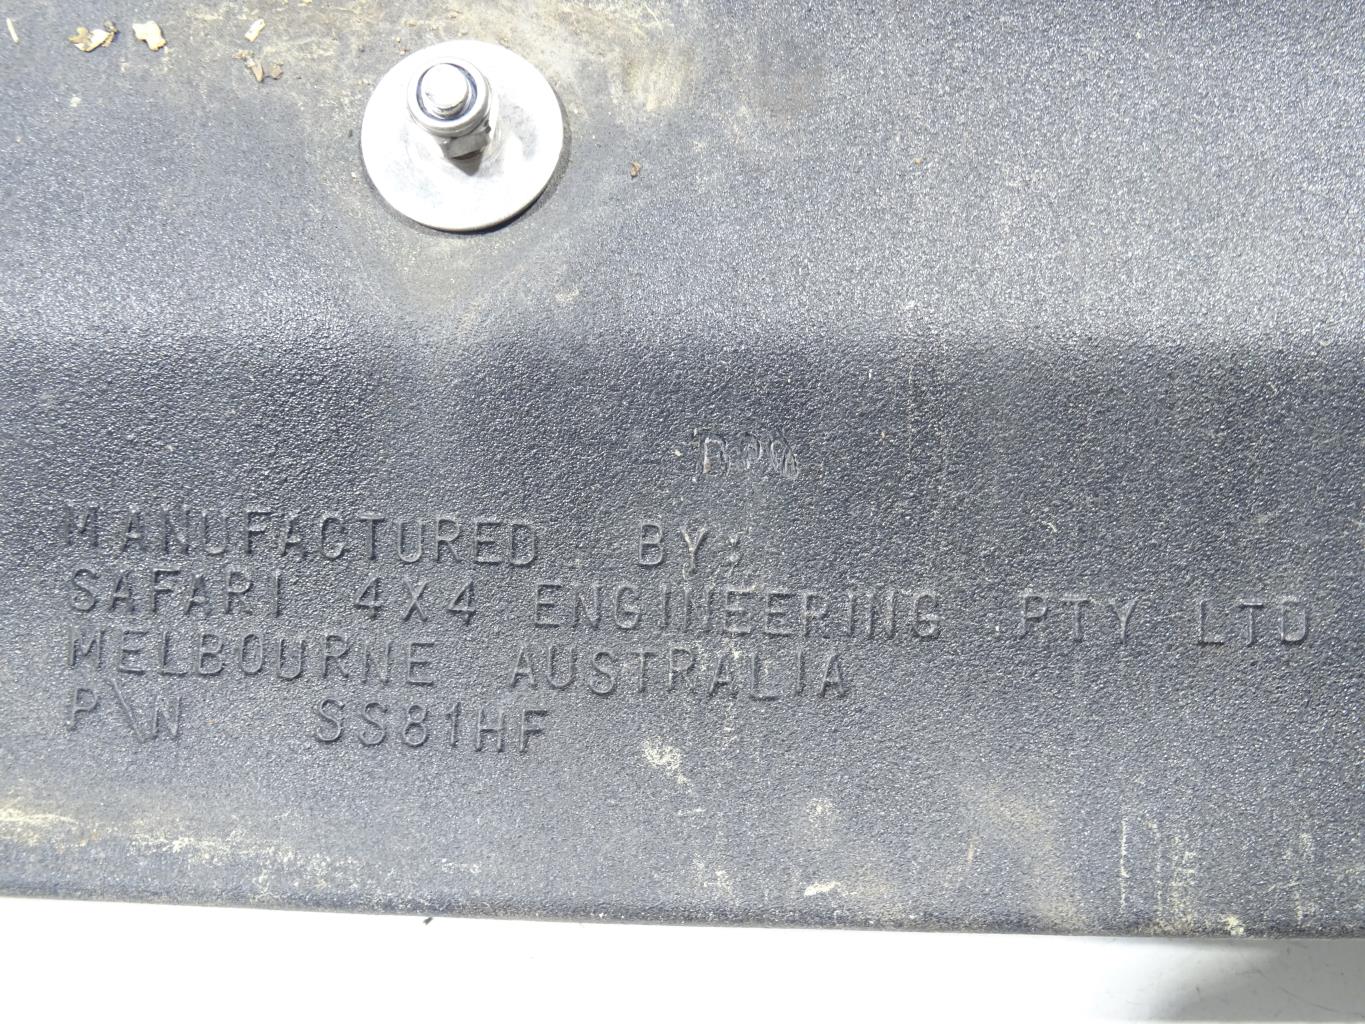 MANUFACTURED BY:
SAFARI 4X4 ENGINEERING PTY LTD
MELBOURNE AUSTRALIA
P\N SS81HF